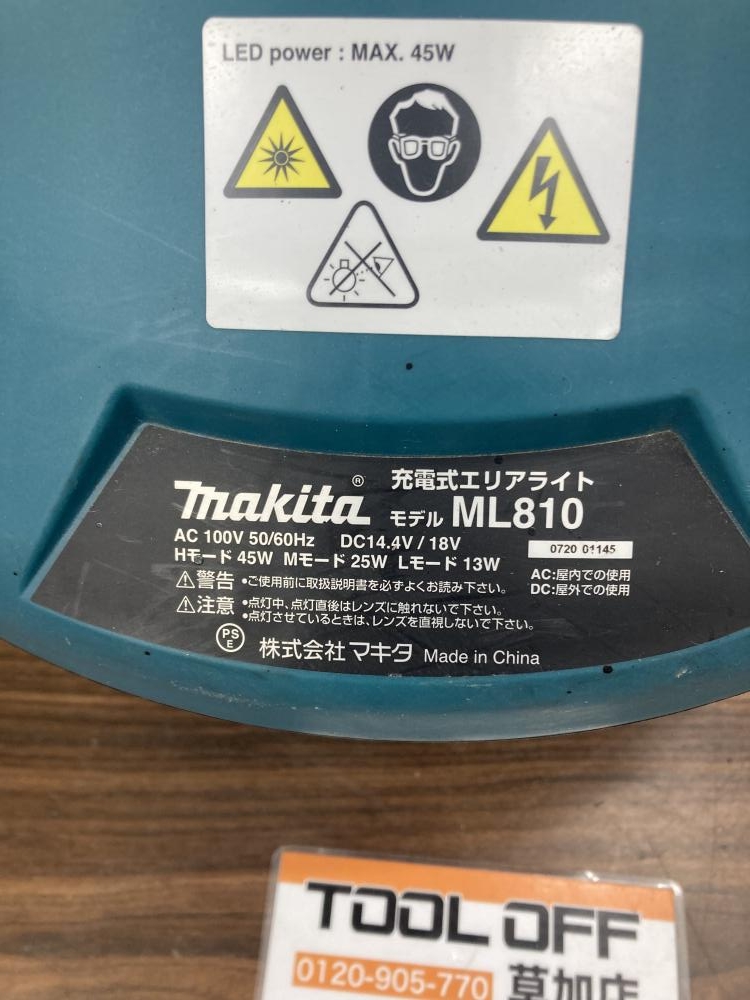 LED power : MAX. 45W
充電式エリアライト
makita® モデル ML810
AC 100V 50/60Hz DC14.4V / 18V
0720 01145
Hモード 45W Mモード 25W Lモード 13W
AC:屋内での使用
DC:屋外での使用
⚠警告 •ご使用前に取扱説明書を必ずよくお読み下さい。
⚠注意 •点灯中、点灯直後はレンズに触れないで下さい。
•点灯させているときは、レンズを直視しないで下さい。
PSE 株式会社マキタ Made in China
TOOL OFF
0120-905-770 草加店